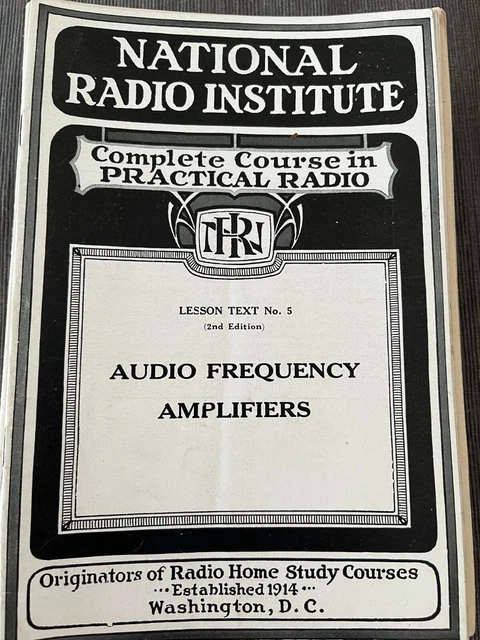 NATIONAL
RADIO INSTITUTE
Complete Course in
PRACTICAL RADIO
NRI
LESSON TEXT No. 5
(2nd Edition)
AUDIO FREQUENCY
AMPLIFIERS
Originators of Radio Home Study Courses
···Established 1914···
Washington, D. C.